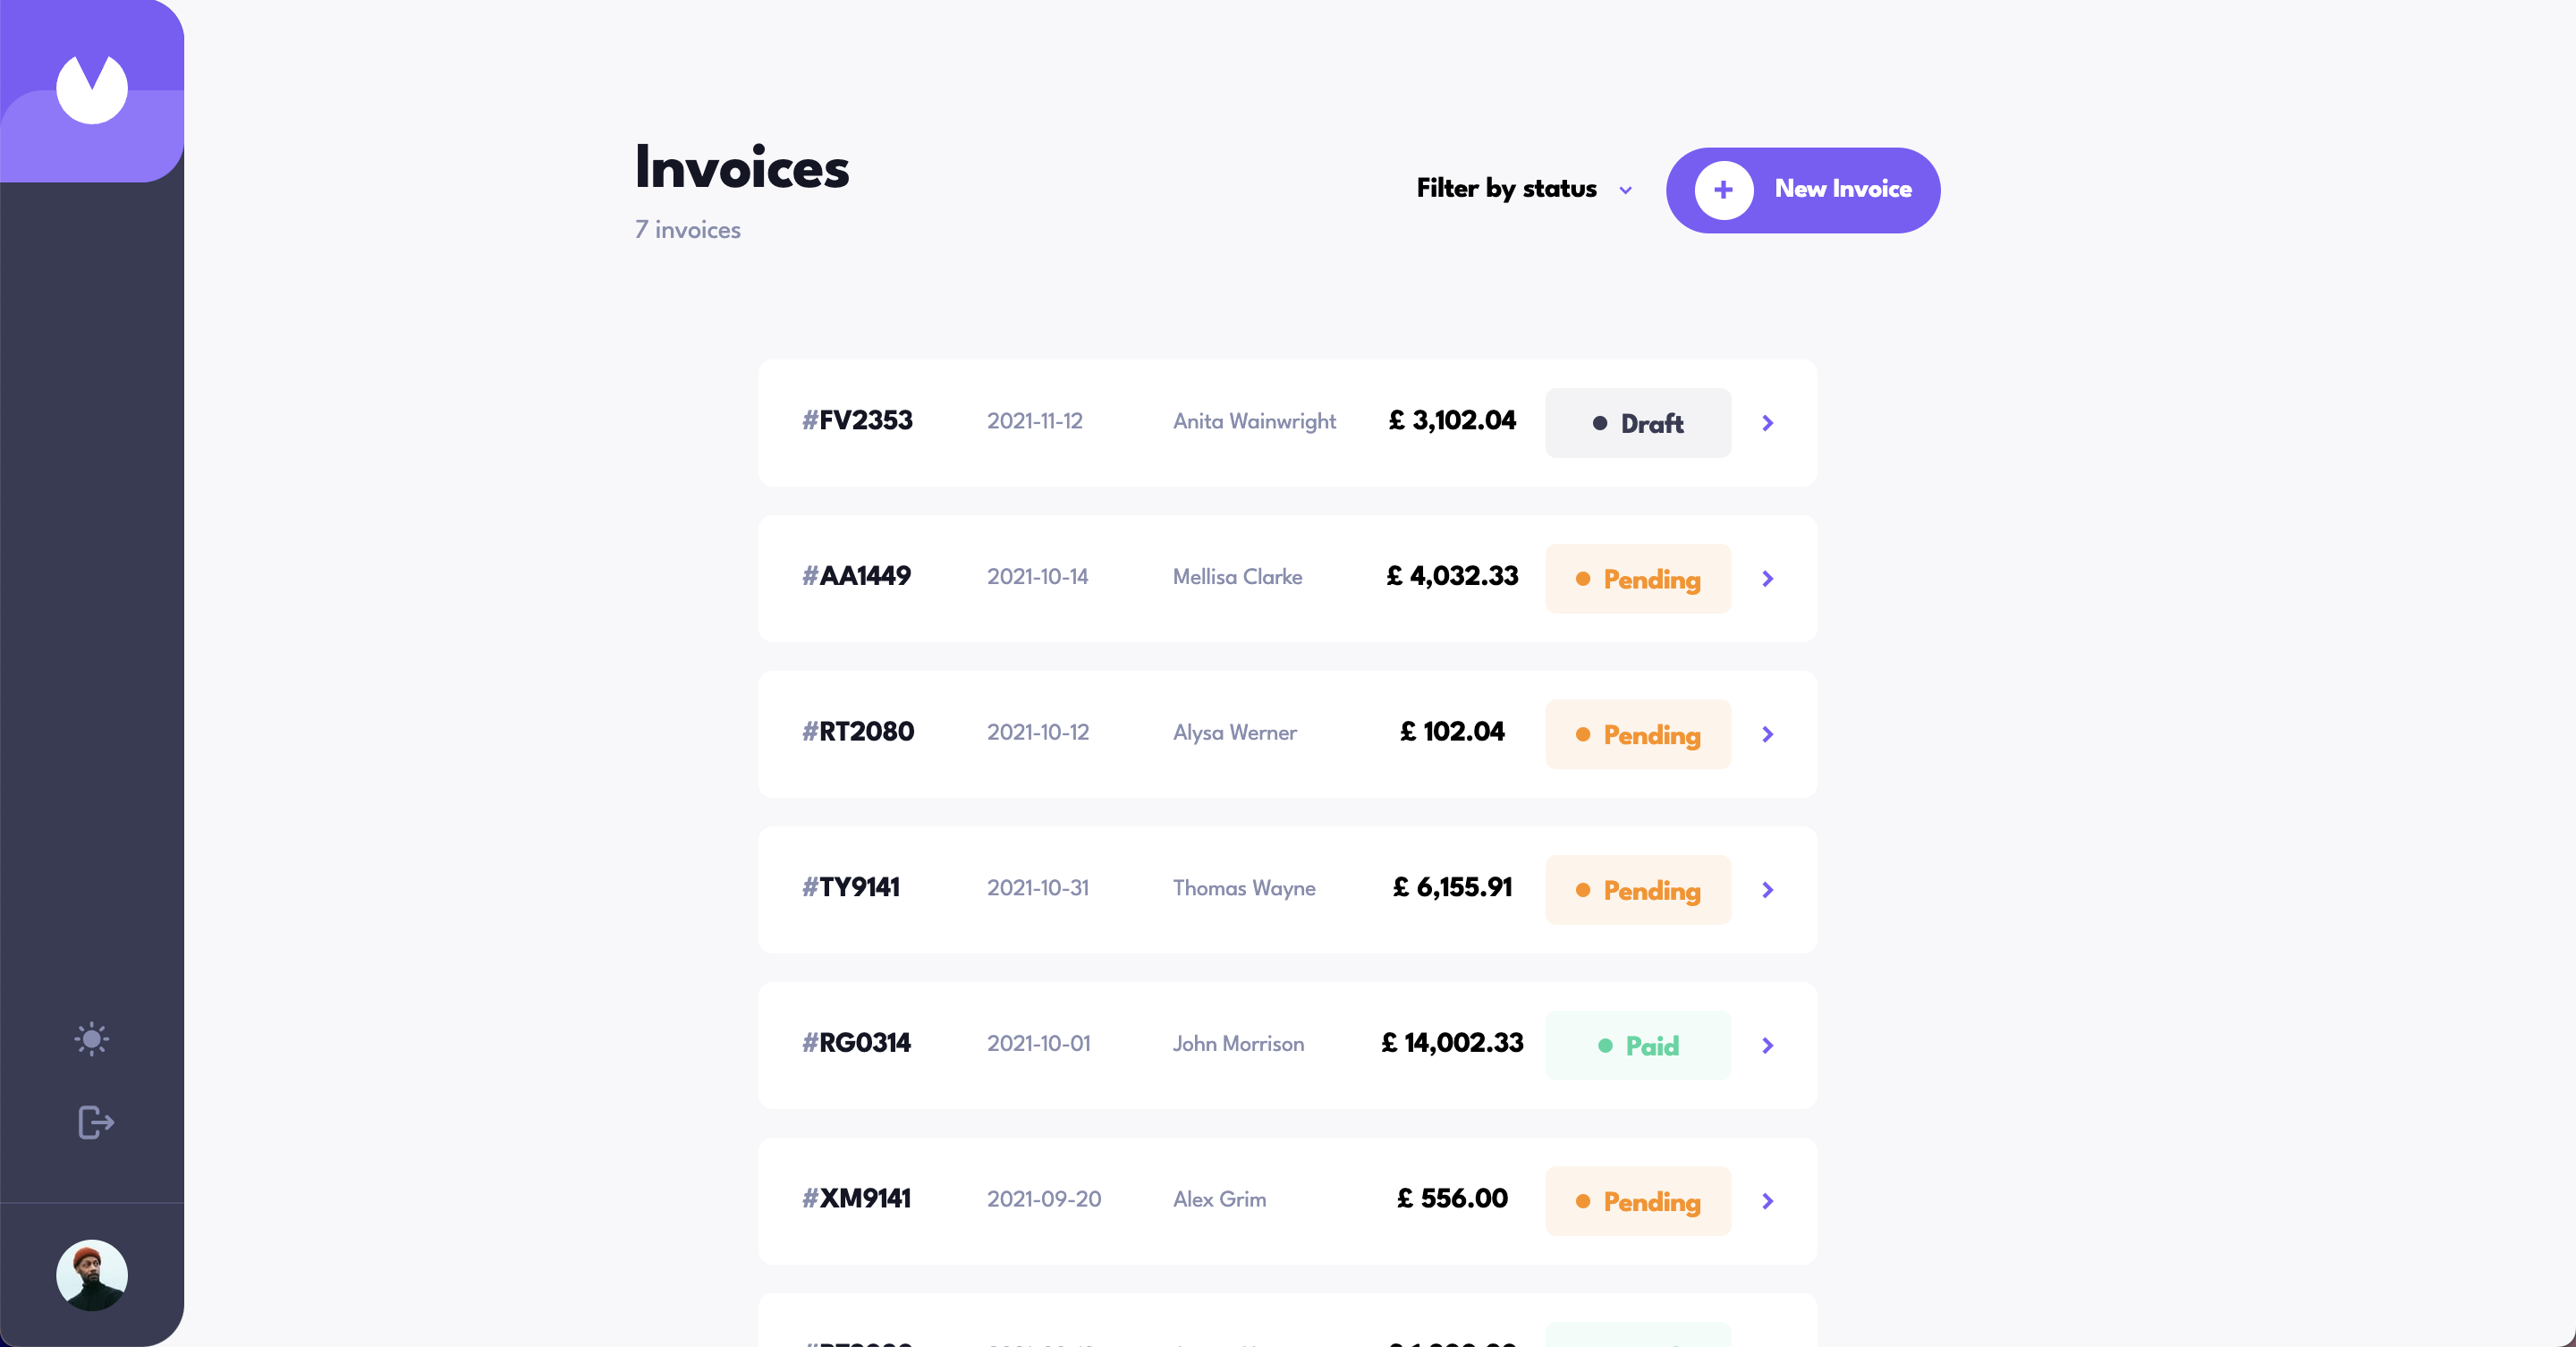 Invoices
7 invoices
Filter by status
New Invoice
#FV2353 2021-11-12 Anita Wainwright £ 3,102.04 Draft
#AA1449 2021-10-14 Mellisa Clarke £ 4,032.33 Pending
#RT2080 2021-10-12 Alysa Werner £ 102.04 Pending
#TY9141 2021-10-31 Thomas Wayne £ 6,155.91 Pending
#RG0314 2021-10-01 John Morrison £ 14,002.33 Paid
#XM9141 2021-09-20 Alex Grim £ 556.00 Pending